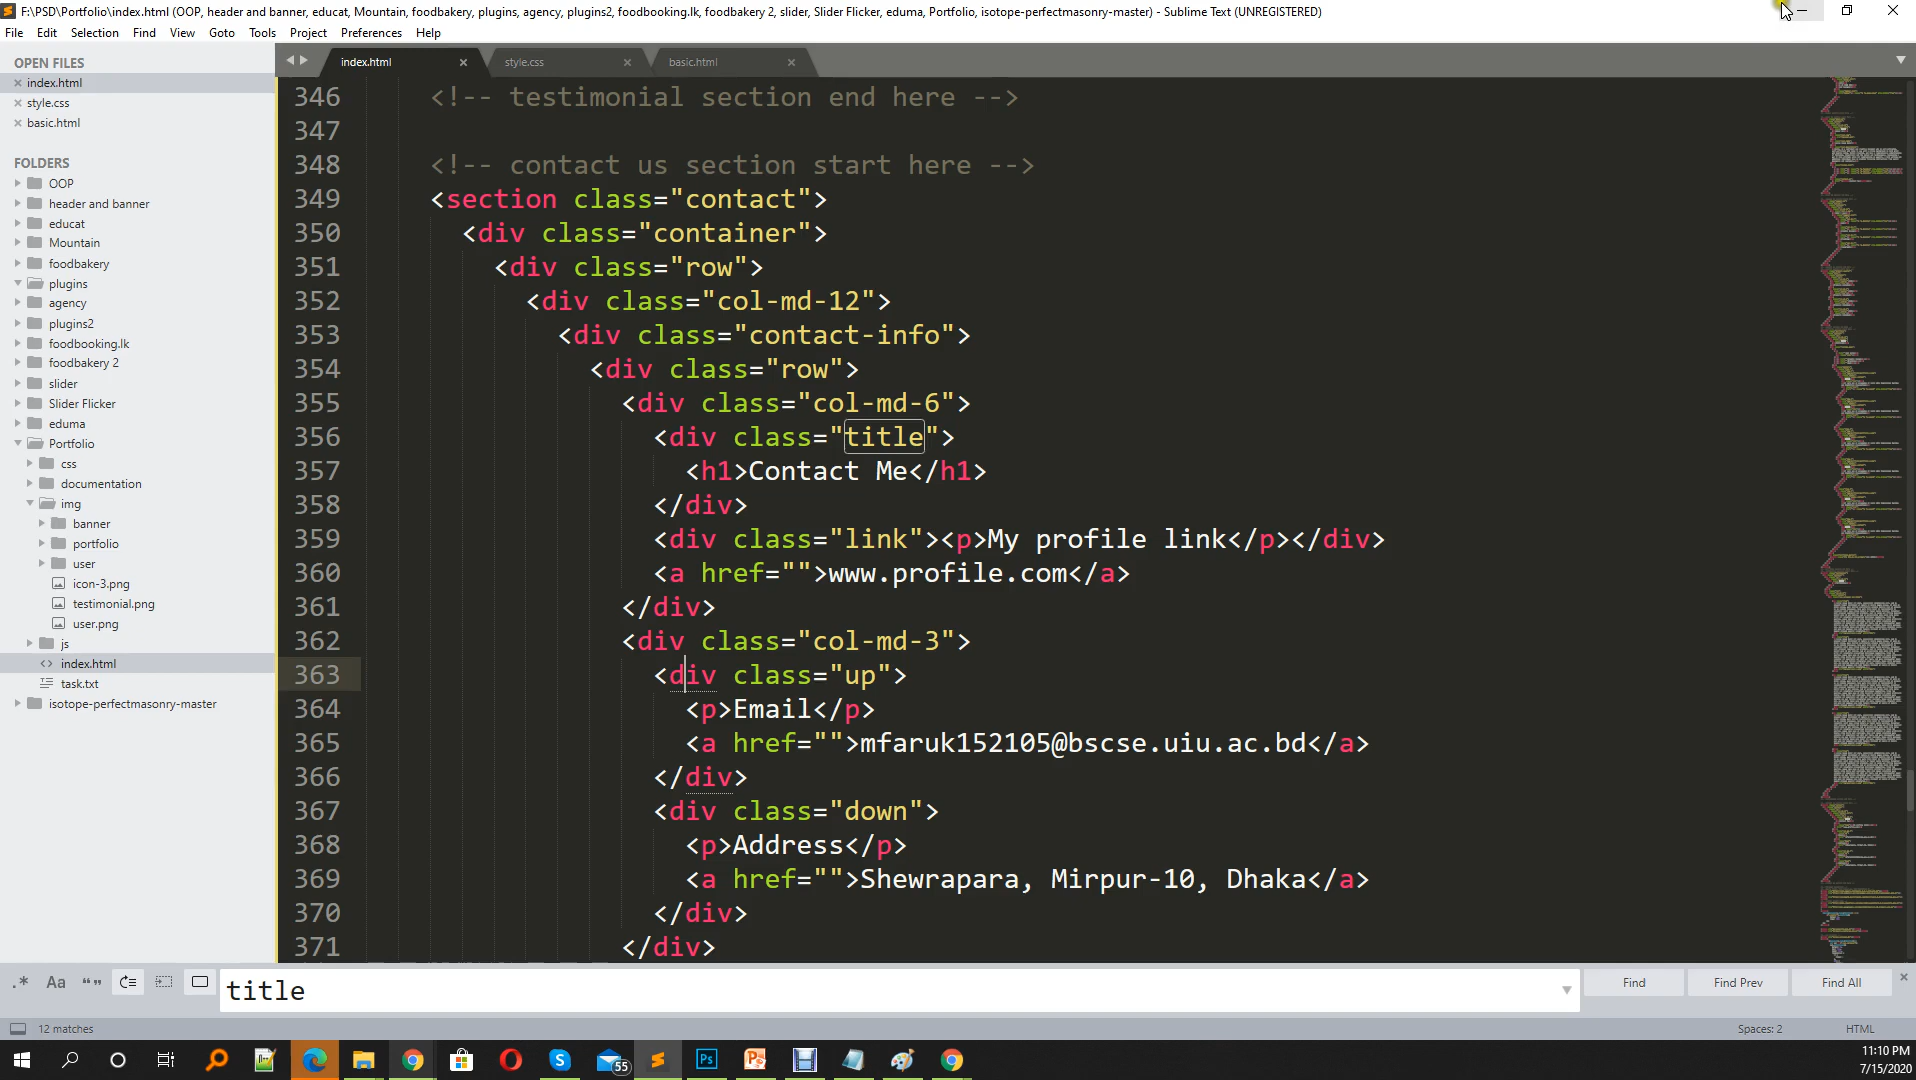 F:\PSD\Portfolio\index.html (OOP, header and banner, educat, Mountain, foodbakery, plugins, agency, plugins2, foodbooking.lk, foodbakery 2, slider, Slider Flicker, eduma, Portfolio, isotope-perfectmasonry-master) - Sublime Text (UNREGISTERED)
File Edit Selection Find View Goto Tools Project Preferences Help
OPEN FILES
index.html
style.css
basic.html
FOLDERS
OOP
header and banner
educat
Mountain
foodbakery
plugins
agency
plugins2
foodbooking.lk
foodbakery 2
slider
Slider Flicker
eduma
Portfolio
css
documentation
img
banner
portfolio
user
icon-3.png
testimonial.png
user.png
js
index.html
task.txt
isotope-perfectmasonry-master
index.html style.css basic.html
346 <!-- testimonial section end here -->
347
348 <!-- contact us section start here -->
349 <section class="contact">
350 <div class="container">
351 <div class="row">
352 <div class="col-md-12">
353 <div class="contact-info">
354 <div class="row">
355 <div class="col-md-6">
356 <div class="title">
357 <h1>Contact Me</h1>
358 </div>
359 <div class="link"><p>My profile link</p></div>
360 <a href="">www.profile.com</a>
361 </div>
362 <div class="col-md-3">
363 <div class="up">
364 <p>Email</p>
365 <a href="">mfaruk152105@bscse.uiu.ac.bd</a>
366 </div>
367 <div class="down">
368 <p>Address</p>
369 <a href="">Shewrapara, Mirpur-10, Dhaka</a>
370 </div>
371 </div>
.* Aa “” title Find Find Prev Find All
12 matches Spaces: 2 HTML
55 Ps
11:10 PM
7/15/2020